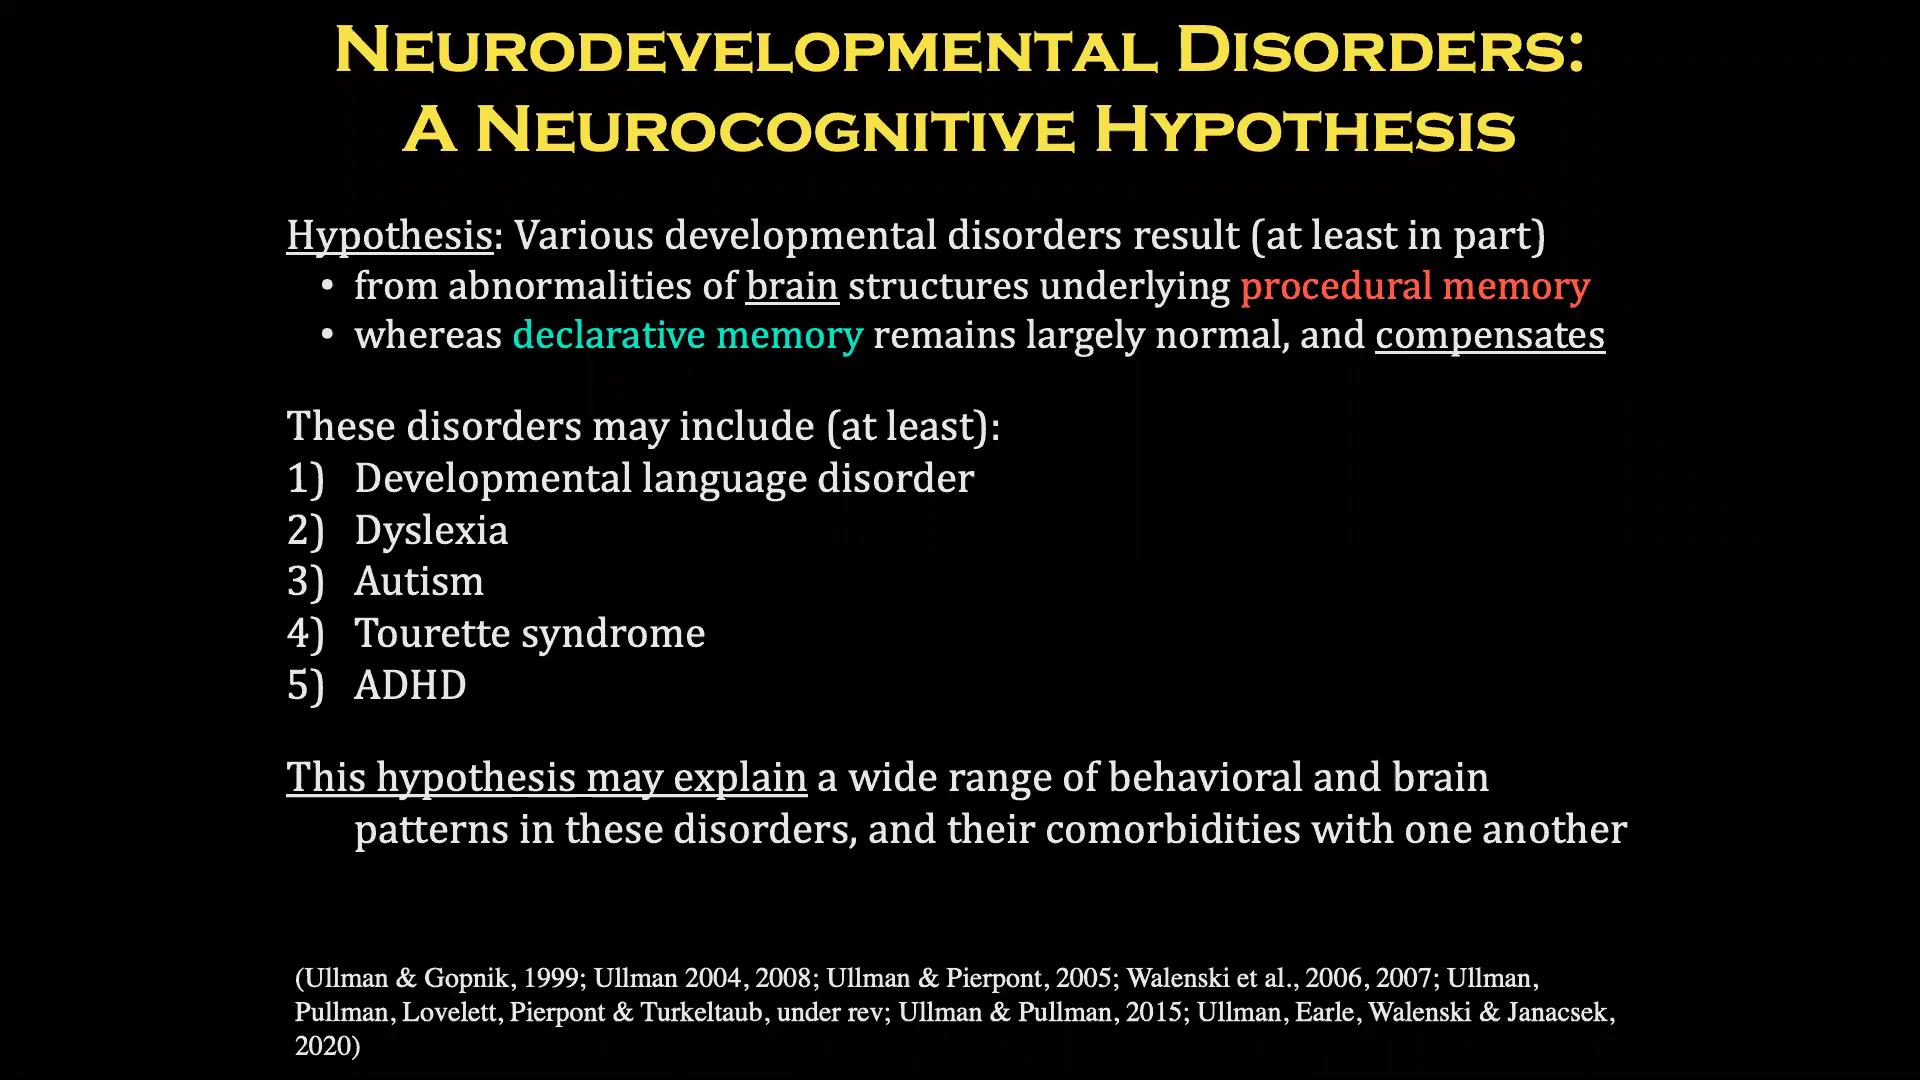 NEURODEVELOPMENTAL DISORDERS:
A NEUROCOGNITIVE HYPOTHESIS
Hypothesis: Various developmental disorders result (at least in part)
• from abnormalities of brain structures underlying procedural memory
• whereas declarative memory remains largely normal, and compensates
These disorders may include (at least):
1) Developmental language disorder
2) Dyslexia
3) Autism
4) Tourette syndrome
5) ADHD
This hypothesis may explain a wide range of behavioral and brain
patterns in these disorders, and their comorbidities with one another
(Ullman & Gopnik, 1999; Ullman 2004, 2008; Ullman & Pierpont, 2005; Walenski et al., 2006, 2007; Ullman,
Pullman, Lovelett, Pierpont & Turkeltaub, under rev; Ullman & Pullman, 2015; Ullman, Earle, Walenski & Janacsek,
2020)